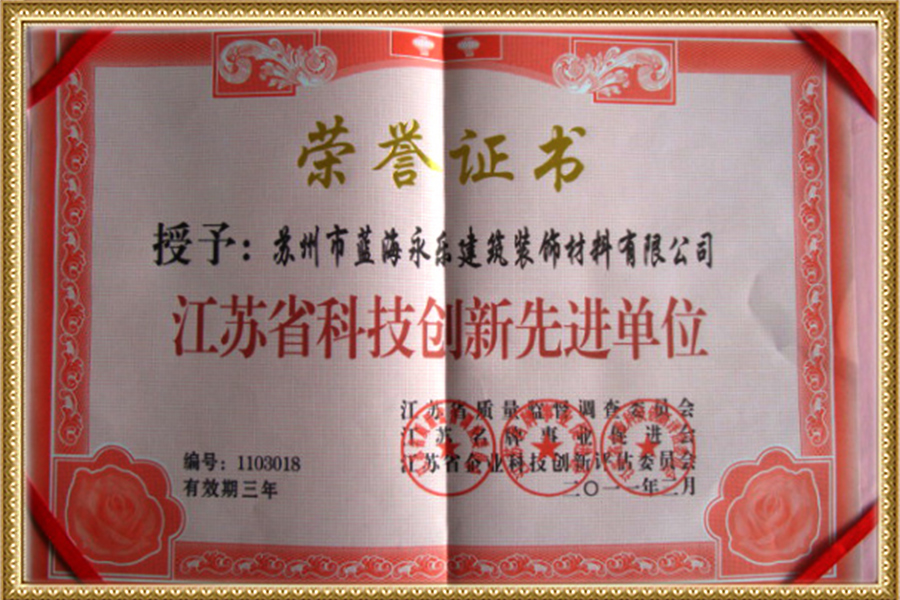 荣誉证书
授予：苏州市蓝海永乐建筑装饰材料有限公司
江苏省科技创新先进单位
江苏省质量监督调查委员会
江苏名牌事业促进会
江苏省企业科技创新评估委员会
编号：1103018
有效期三年
二〇一一年二月